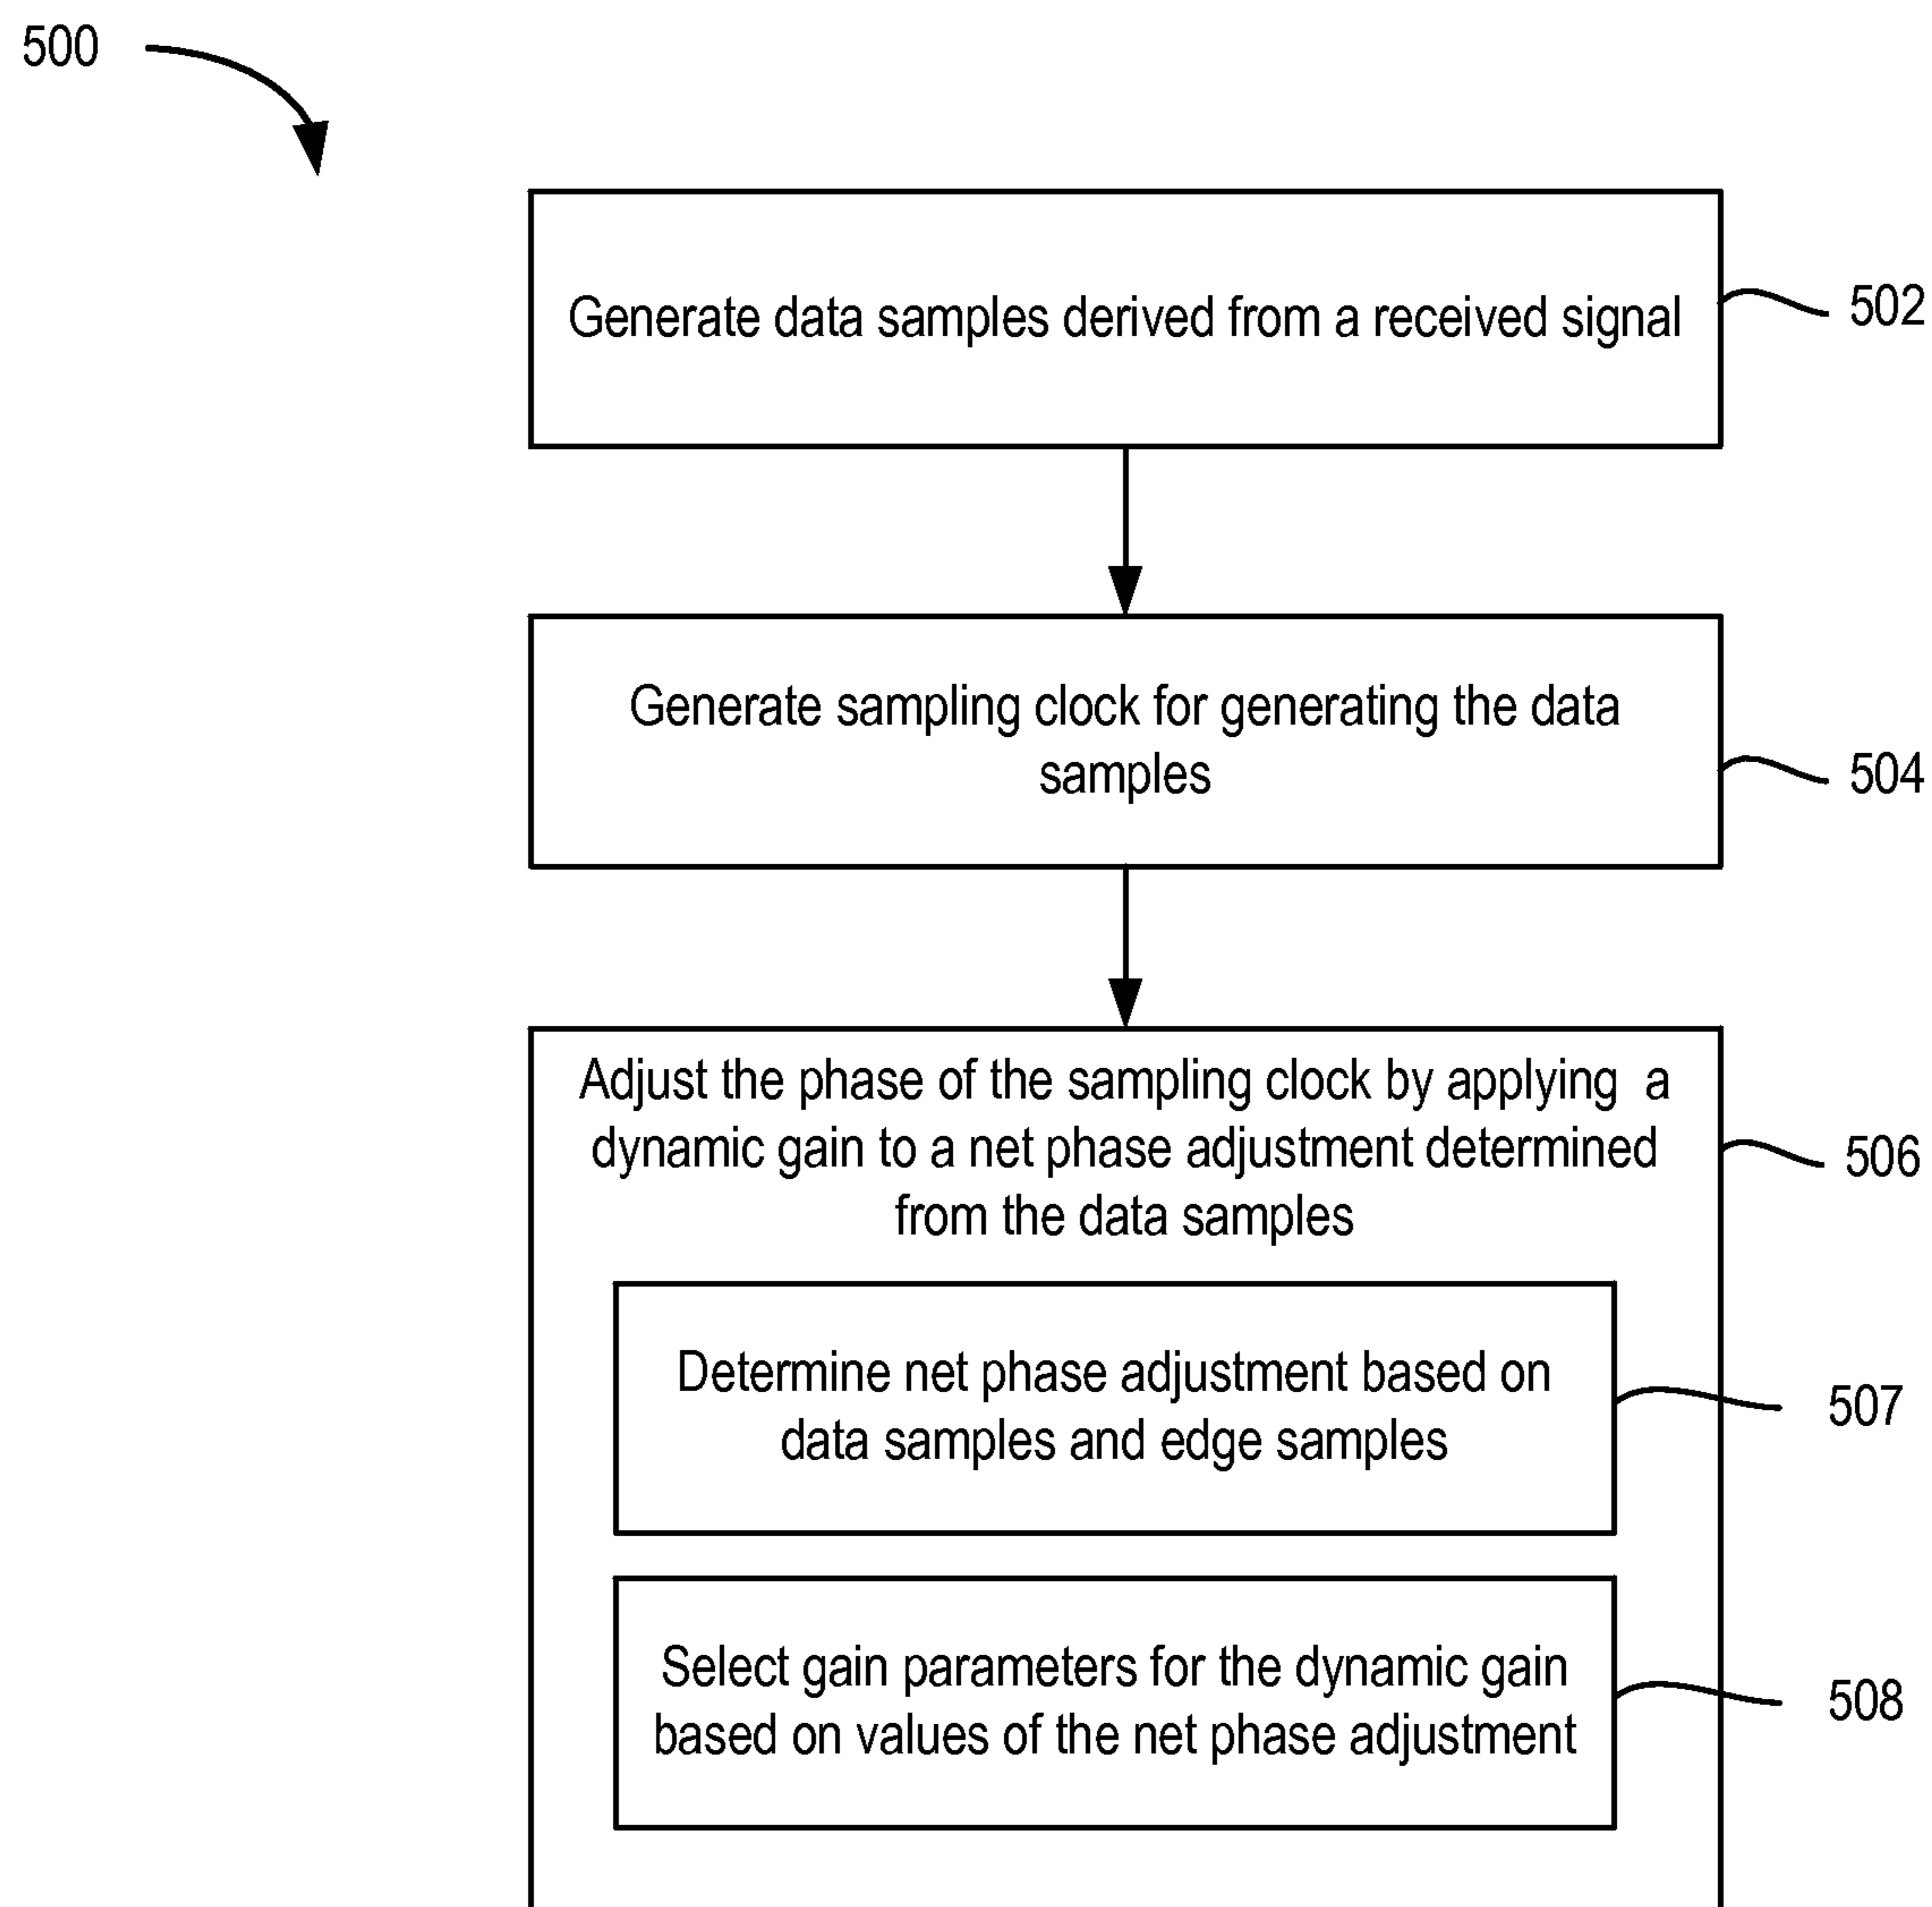 500
Generate data samples derived from a received signal
502
Generate sampling clock for generating the data
samples
504
Adjust the phase of the sampling clock by applying a
dynamic gain to a net phase adjustment determined
from the data samples
506
Determine net phase adjustment based on
data samples and edge samples
507
Select gain parameters for the dynamic gain
based on values of the net phase adjustment
508